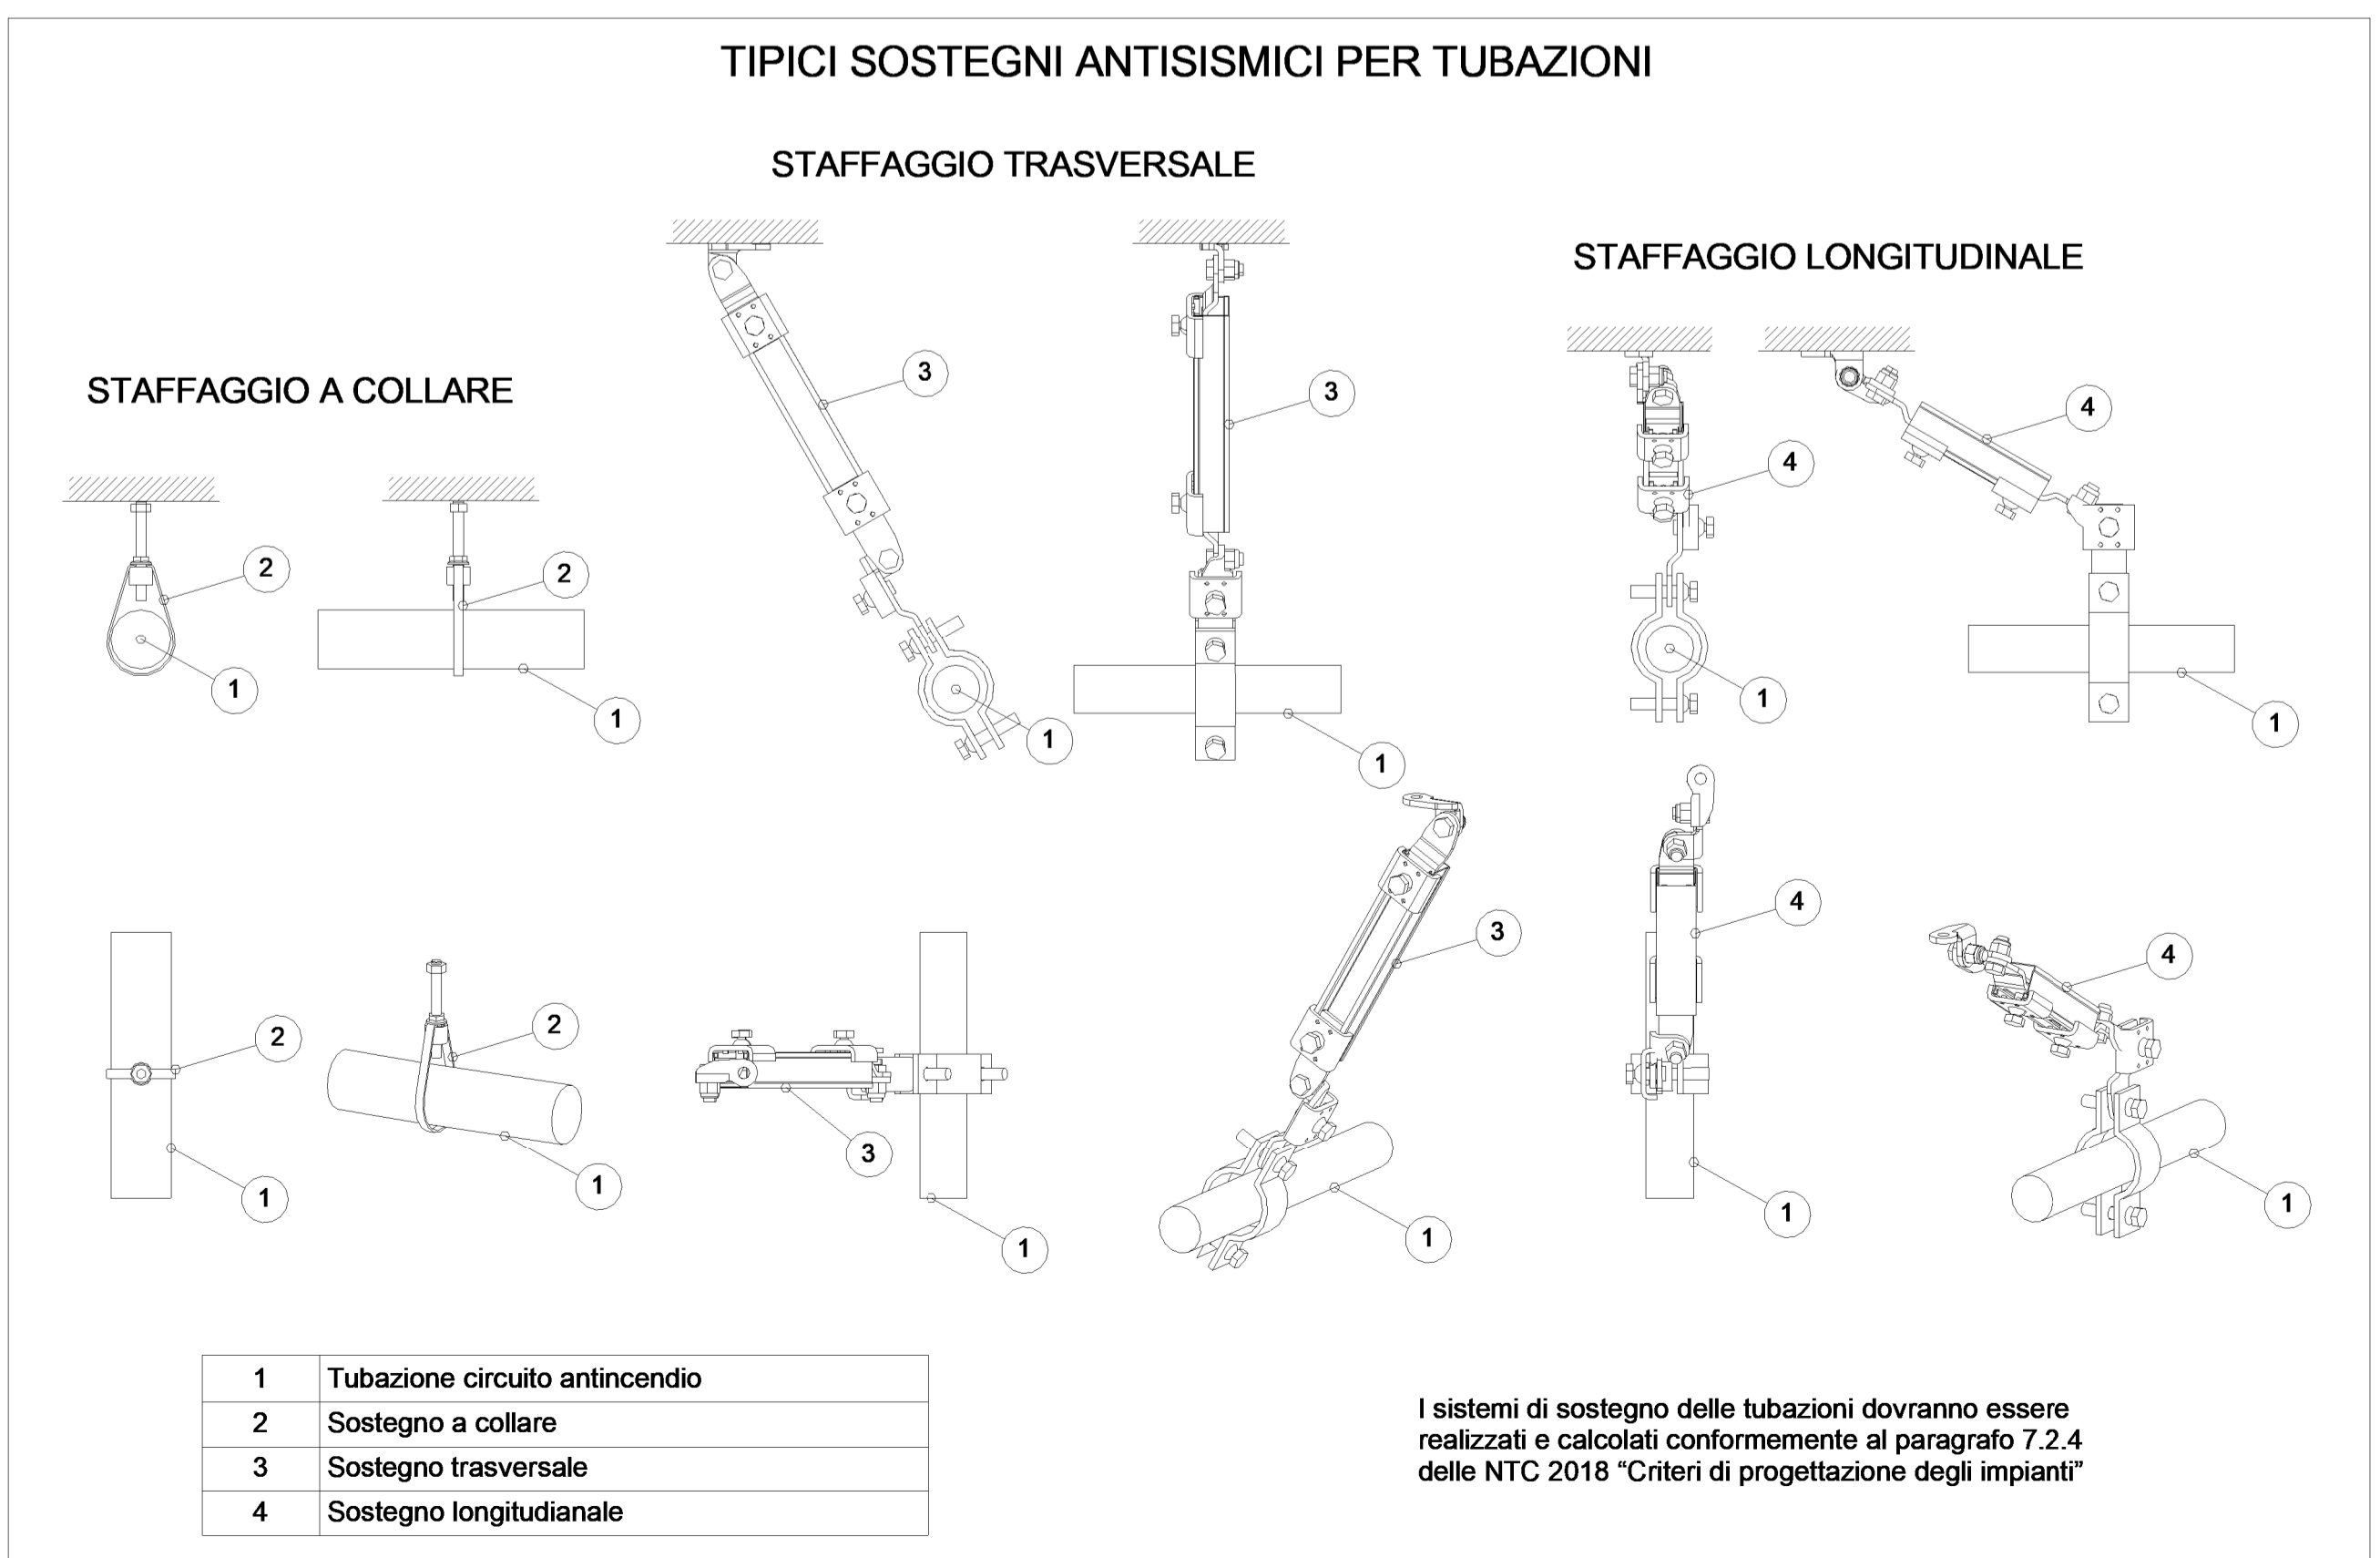 TIPICI SOSTEGNI ANTISISMICI PER TUBAZIONI
STAFFAGGIO TRASVERSALE
STAFFAGGIO LONGITUDINALE
STAFFAGGIO A COLLARE
3
3
4
4
2
2
1
1
1
1
1
1
2
1
2
1
3
1
3
1
4
1
4
1
1 Tubazione circuito antincendio
2 Sostegno a collare
3 Sostegno trasversale
4 Sostegno longitudianale
I sistemi di sostegno delle tubazioni dovranno essere
realizzati e calcolati conformemente al paragrafo 7.2.4
delle NTC 2018 “Criteri di progettazione degli impianti”